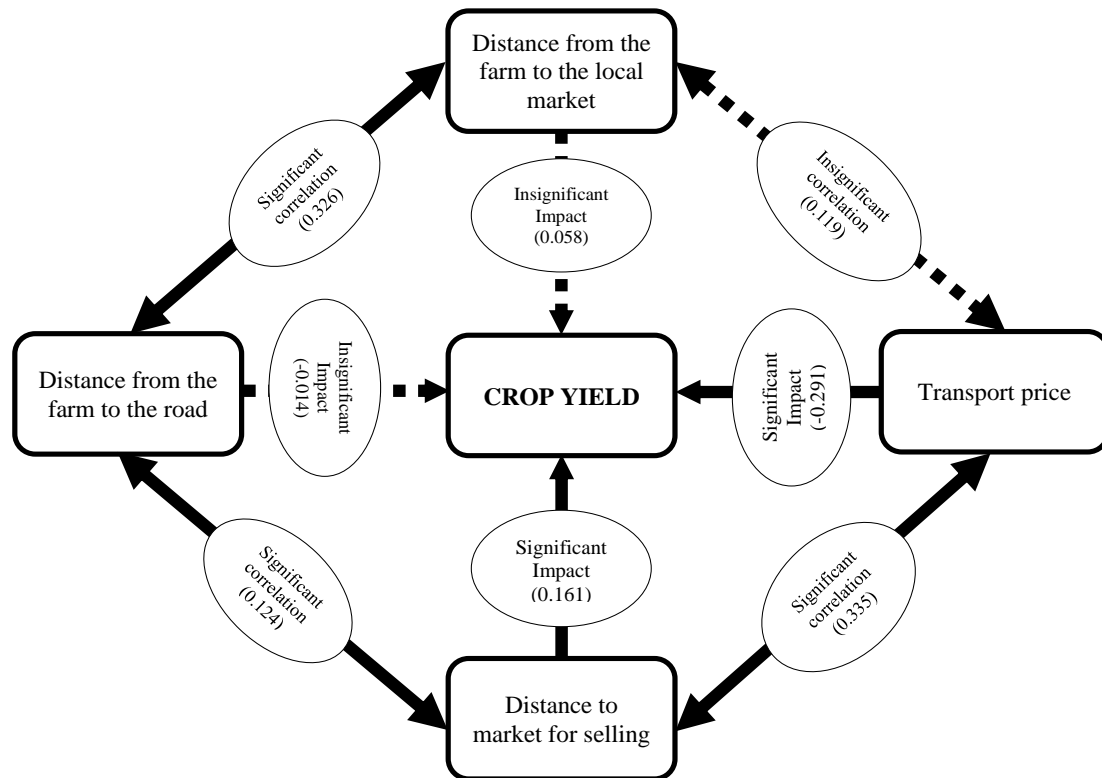 Distance from the
farm to the local
market
Significant
correlation
(0.326)
Insignificant
Impact
(0.058)
Insignificant
correlation
(0.119)
Distance from the
farm to the road
Insignificant
Impact
(-0.014)
CROP YIELD
Significant Impact
(-0.291)
Transport price
Significant
correlation
(0.124)
Significant
Impact
(0.161)
Significant
correlation
(0.335)
Distance to
market for selling